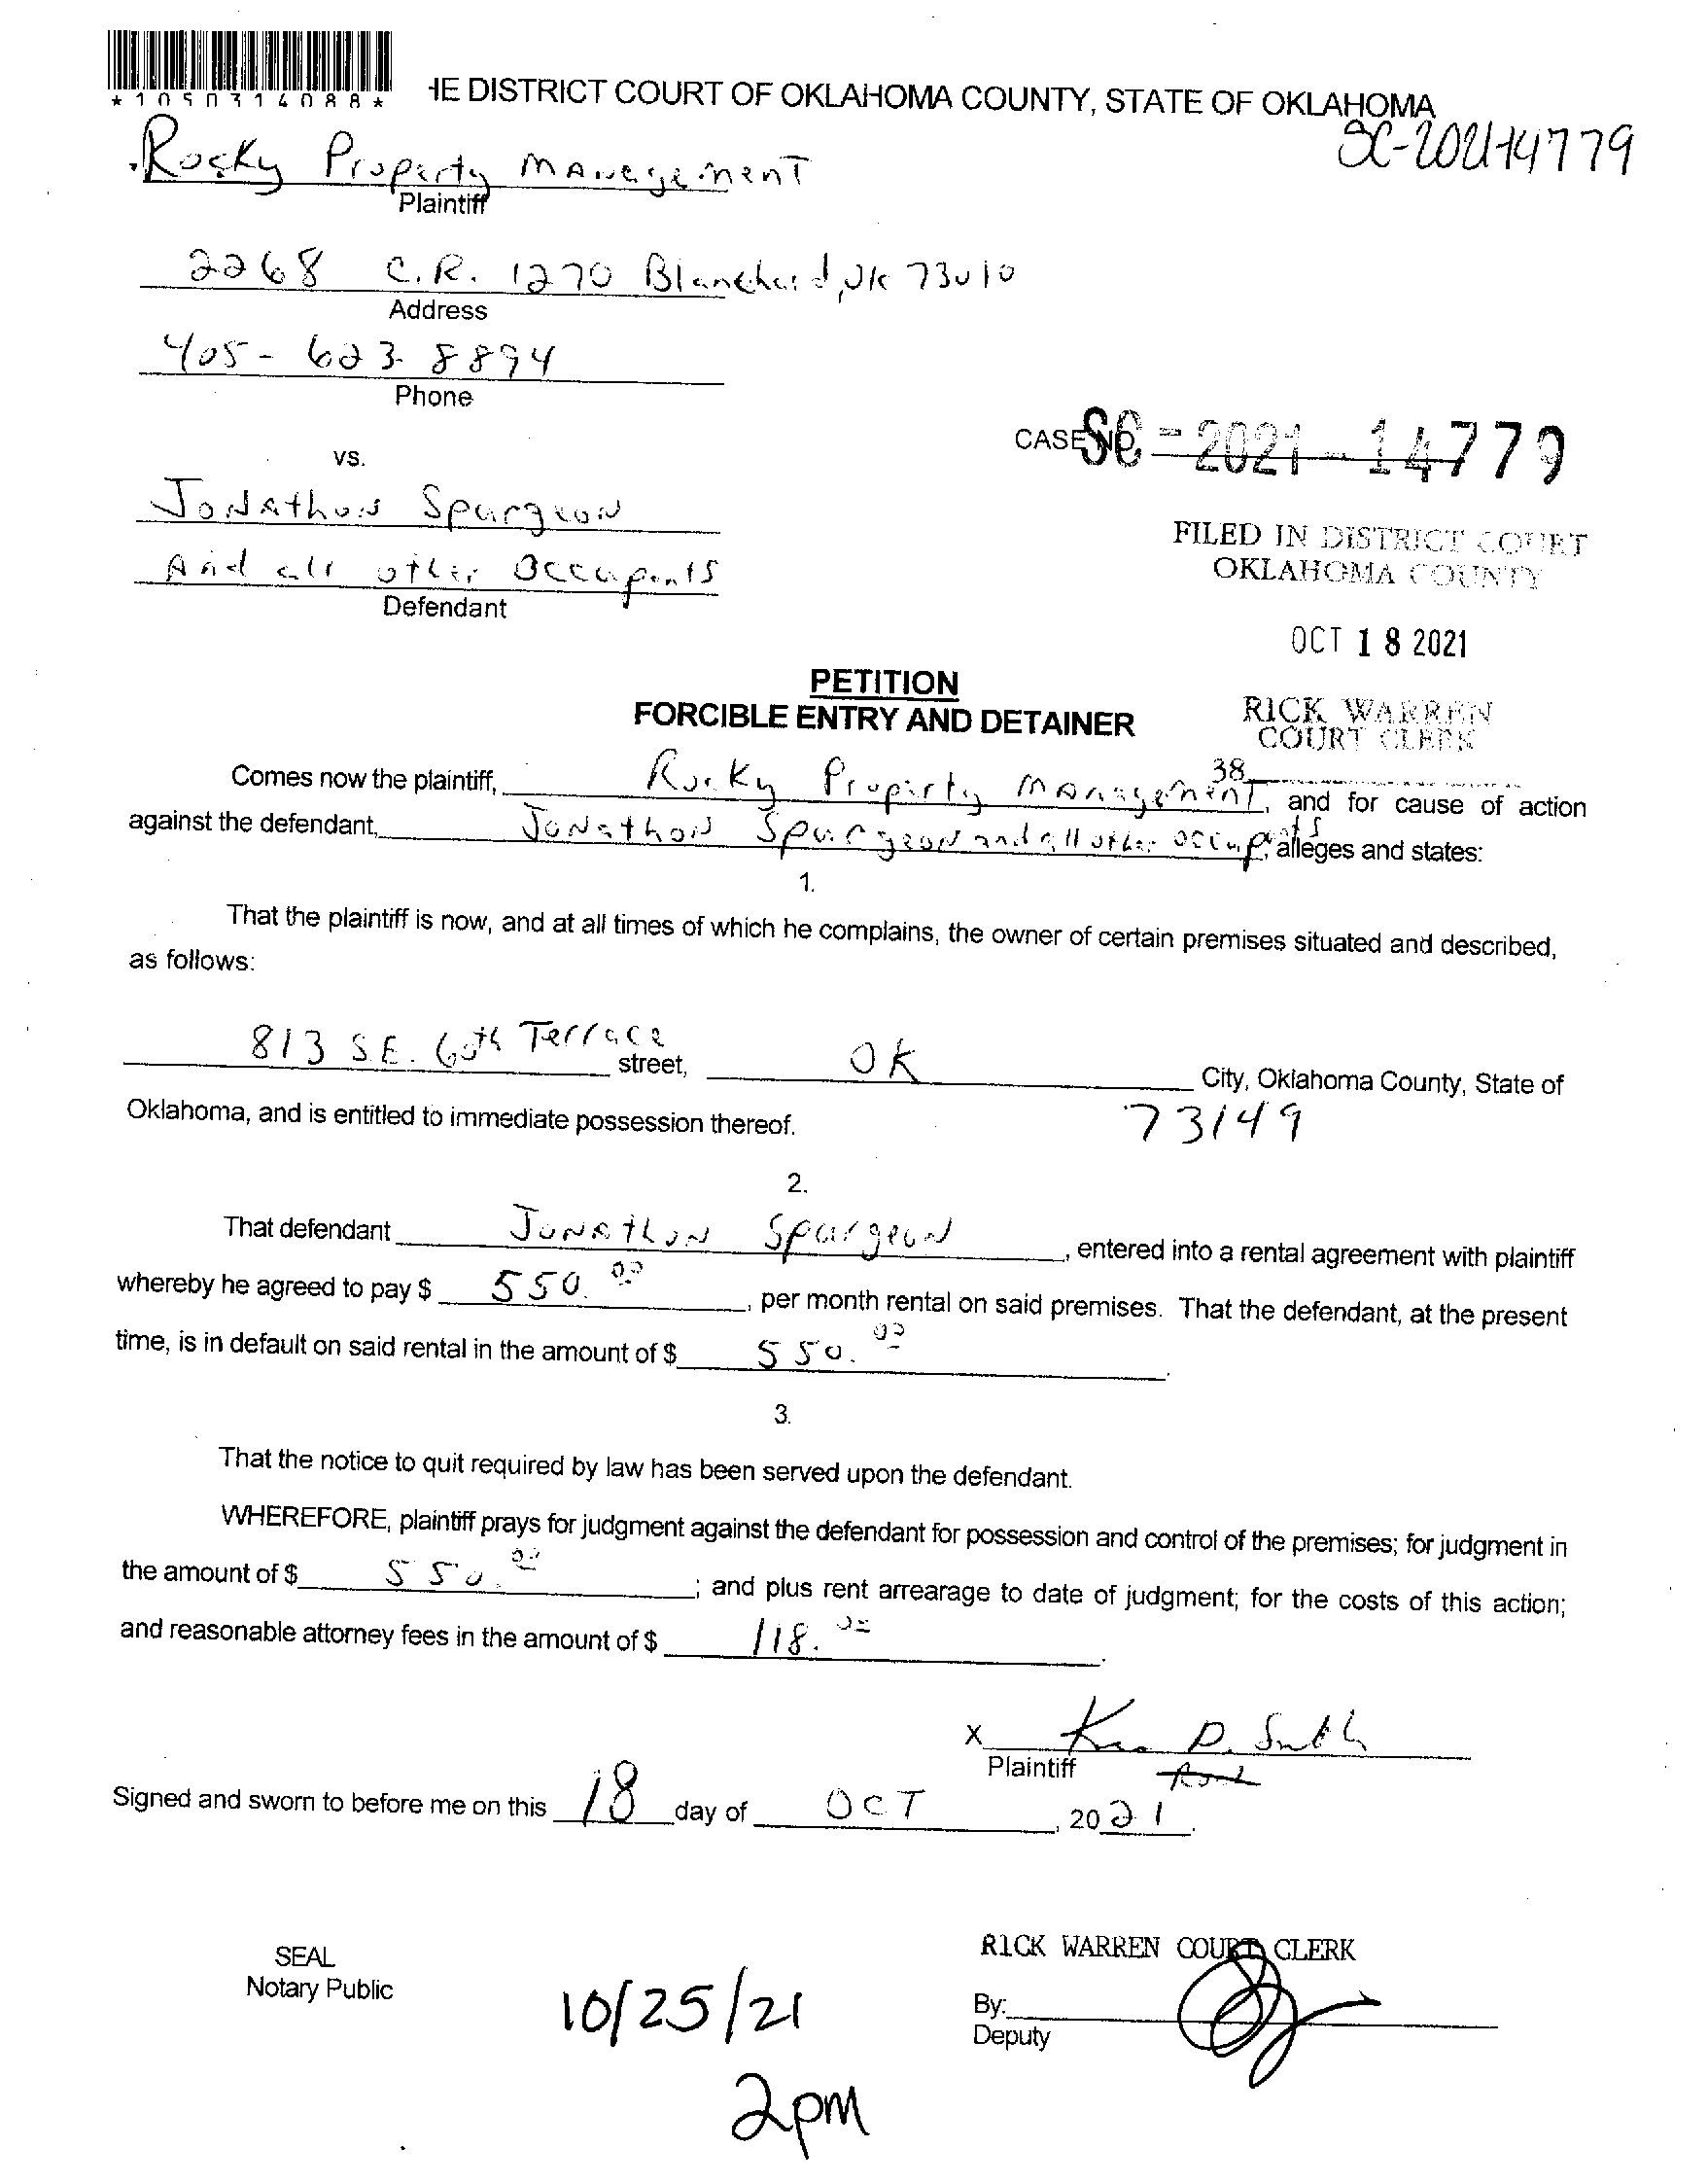 *1050314088*
HE DISTRICT COURT OF OKLAHOMA COUNTY, STATE OF OKLAHOMA
SC-2021-14779
Rocky Property Management
Plaintiff
2268 C.R. 1270 Blanchard, OK 73010
Address
405-623-8894
Phone
CASE NO. SC-2021-14779
vs.
Jonathon Spurgeon
And all other Occupants
Defendant
FILED IN DISTRICT COURT
OKLAHOMA COUNTY
OCT 18 2021
PETITION
FORCIBLE ENTRY AND DETAINER
RICK WARREN
COURT CLERK
38
Comes now the plaintiff, Rocky Property Management, and for cause of action
against the defendant, Jonathon Spurgeon and all other occupants, alleges and states:
1.
That the plaintiff is now, and at all times of which he complains, the owner of certain premises situated and described,
as follows:
813 S.E. 60th Terrace street, OK City, Oklahoma County, State of
Oklahoma, and is entitled to immediate possession thereof. 73149
2.
That defendant Jonathon Spurgeon, entered into a rental agreement with plaintiff
whereby he agreed to pay $ 550.00, per month rental on said premises. That the defendant, at the present
time, is in default on said rental in the amount of $ 550.00.
3.
That the notice to quit required by law has been served upon the defendant.
WHEREFORE, plaintiff prays for judgment against the defendant for possession and control of the premises; for judgment in
the amount of $ 550.00; and plus rent arrearage to date of judgment; for the costs of this action;
and reasonable attorney fees in the amount of $ 118.00.
X D. Smith
Plaintiff
Signed and sworn to before me on this 18 day of OCT, 2021.
SEAL
Notary Public
RICK WARREN COURT CLERK
10/25/21
By:
Deputy
2pm